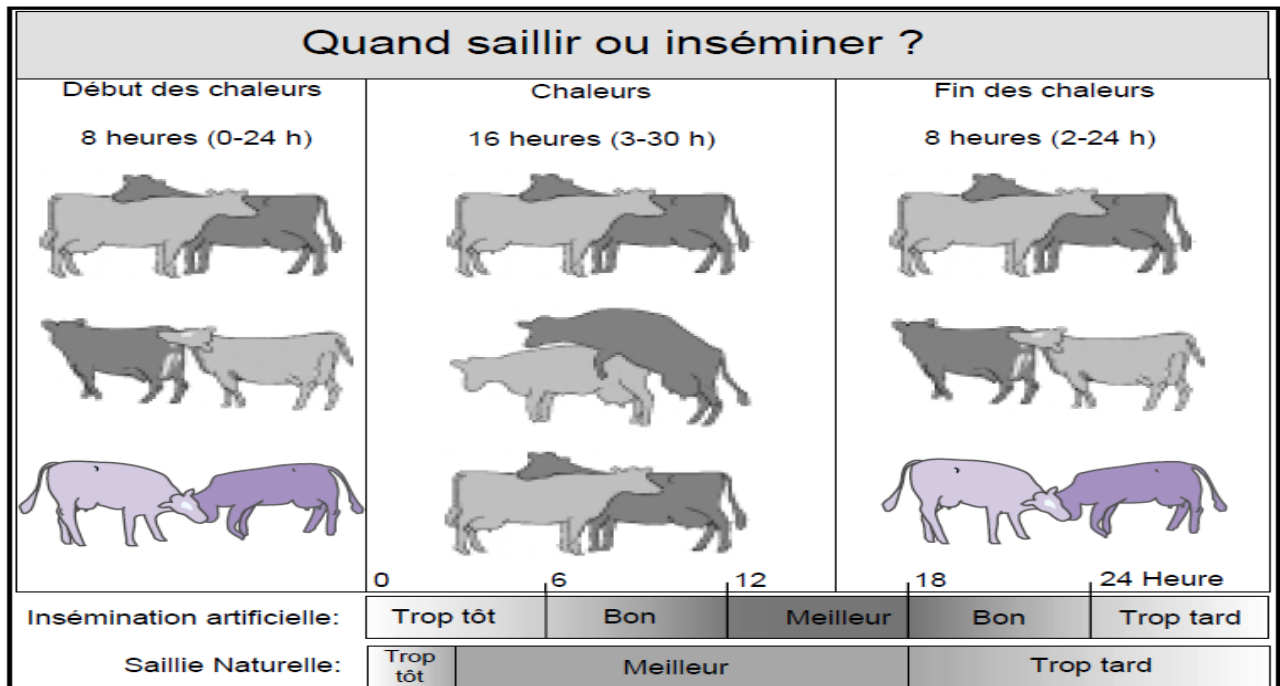 Quand saillir ou inséminer ?
Début des chaleurs
8 heures (0-24 h)
Chaleurs
16 heures (3-30 h)
Fin des chaleurs
8 heures (2-24 h)
0 6 12 18 24 Heure
Insémination artificielle: Trop tôt Bon Meilleur Bon Trop tard
Saillie Naturelle: Trop tôt Meilleur Trop tard